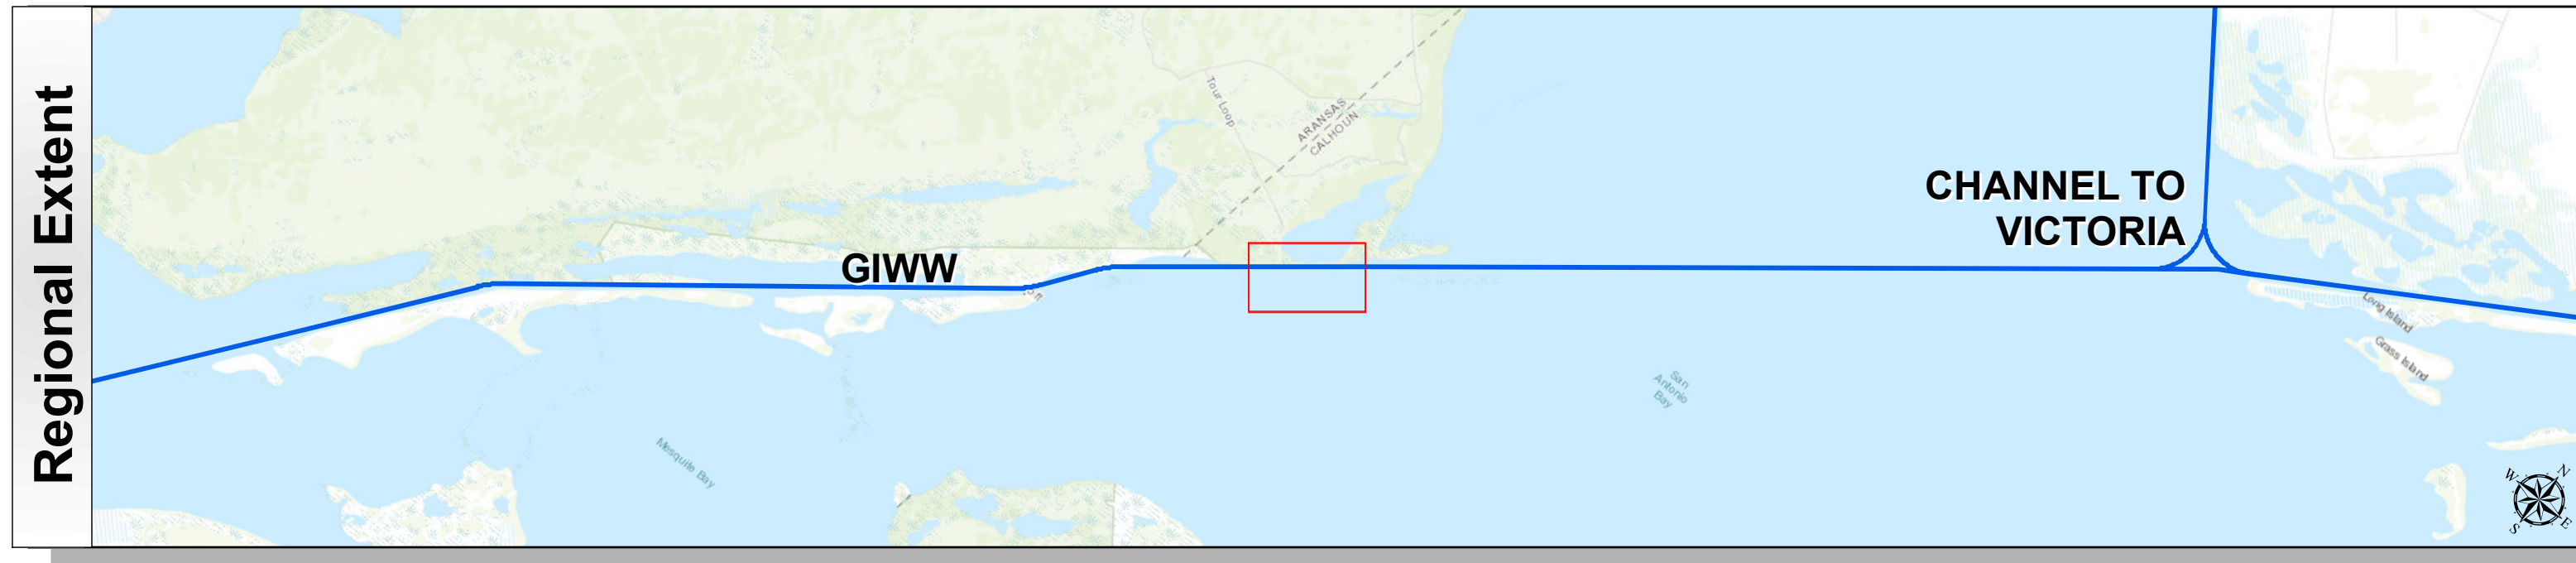 Regional Extent
Tour Loop
ARANSAS
CALHOUN
CHANNEL TO
VICTORIA
GIWW
Long Island
Grass Island
San
Antonio
Bay
Mesquite Bay
N
W
S
E